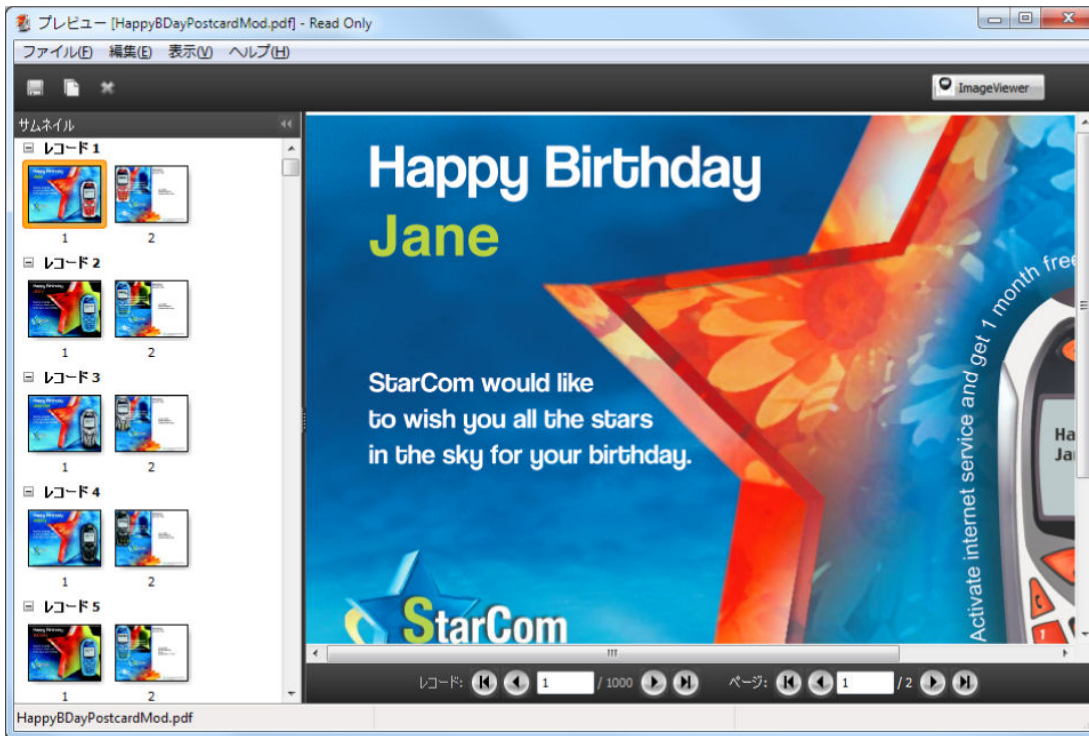 プレビュー [HappyBDayPostcardMod.pdf] - Read Only
ファイル(F) 編集(E) 表示(V) ヘルプ(H)
ImageViewer
サムネイル
レコード 1
1 2
レコード 2
1 2
レコード 3
1 2
レコード 4
1 2
レコード 5
1 2
Happy Birthday
Jane
StarCom would like
to wish you all the stars
in the sky for your birthday.
StarCom
Activate internet service and get 1 month free
Ha
Ja
1
レコード: 1 / 1000 ページ: 1 / 2
HappyBDayPostcardMod.pdf